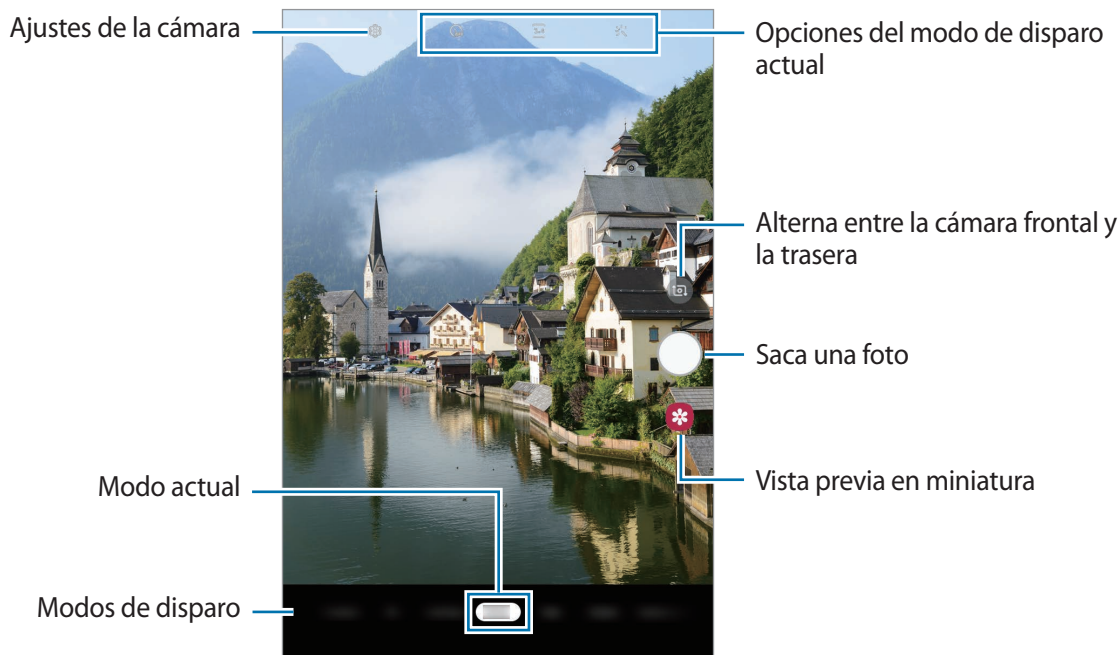 Ajustes de la cámara
Opciones del modo de disparo
actual
Alterna entre la cámara frontal y
la trasera
Saca una foto
Vista previa en miniatura
Modo actual
Modos de disparo